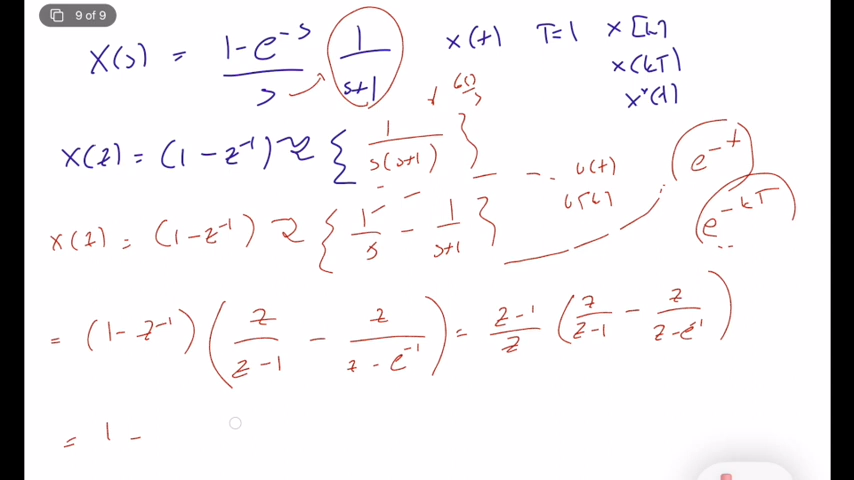 9 of 9
X(s) = 1-e^-s / s 1/(s+1) x(t) T=1 x[k]
x(kT)
x*(t)
X(z) = (1-z^-1) Z { 1/(s(s+1)) }
u(t)
u[k]
e^-t
e^-kT
X(z) = (1-z^-1) Z { 1/s - 1/(s+1) }
= (1-z^-1) ( z/(z-1) - z/(z-e^-1) ) = (z-1)/z ( z/(z-1) - z/(z-e^-1) )
= 1 -